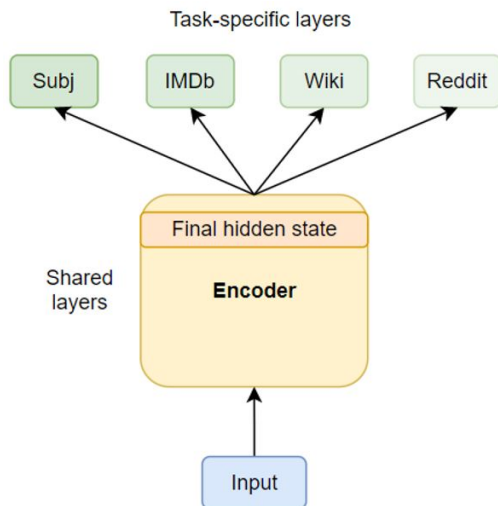 Task-specific layers
Subj
IMDb
Wiki
Reddit
Final hidden state
Encoder
Shared
layers
Input